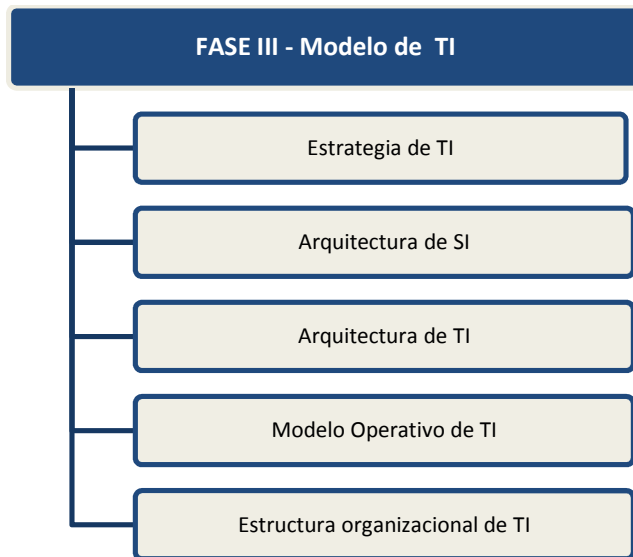 FASE III - Modelo de TI
Estrategia de TI
Arquitectura de SI
Arquitectura de TI
Modelo Operativo de TI
Estructura organizacional de TI